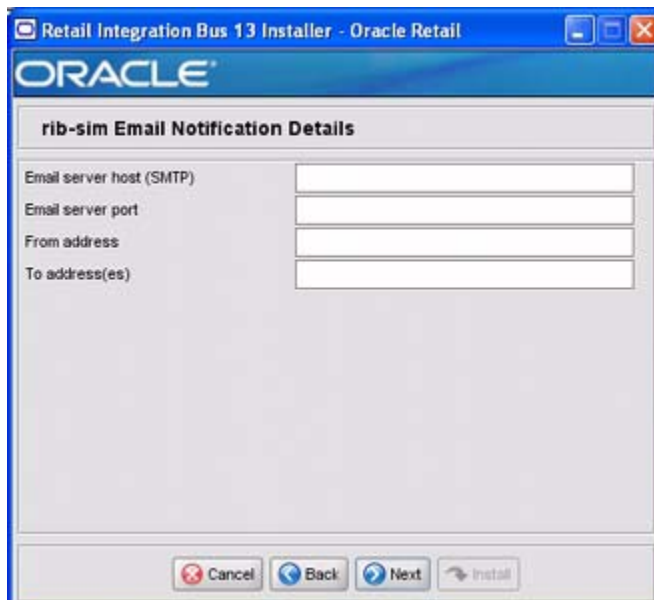 Retail Integration Bus 13 Installer - Oracle Retail
ORACLE
rib-sim Email Notification Details
Email server host (SMTP)
Email server port
From address
To address(es)
Cancel Back Next Install